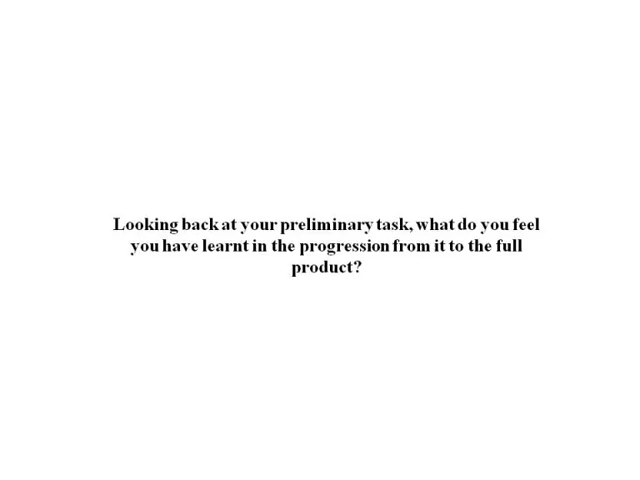 Looking back at your preliminary task, what do you feel
you have learnt in the progression from it to the full
product?